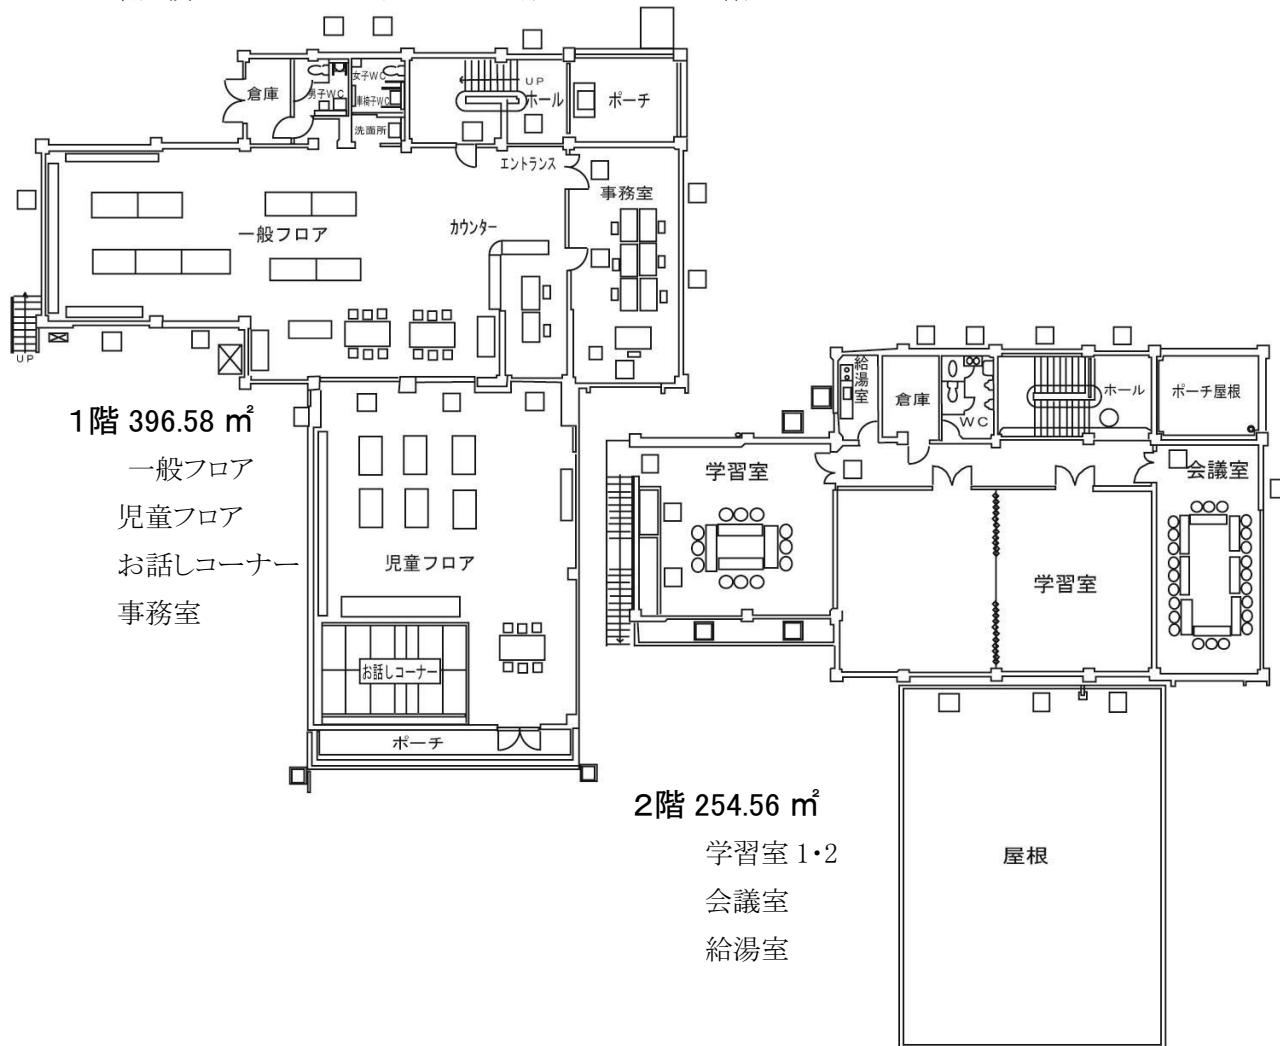 倉庫
男子WC
女子WC
車椅子WC
洗面所
UP
ホール
ポーチ
エントランス
事務室
カウンター
一般フロア
UP
1階 396.58 ㎡
一般フロア
児童フロア
お話しコーナー
事務室
児童フロア
お話しコーナー
ポーチ
給湯室
倉庫
WC
ホール
ポーチ屋根
学習室
会議室
学習室
2階 254.56 ㎡
学習室 1・2
会議室
給湯室
屋根